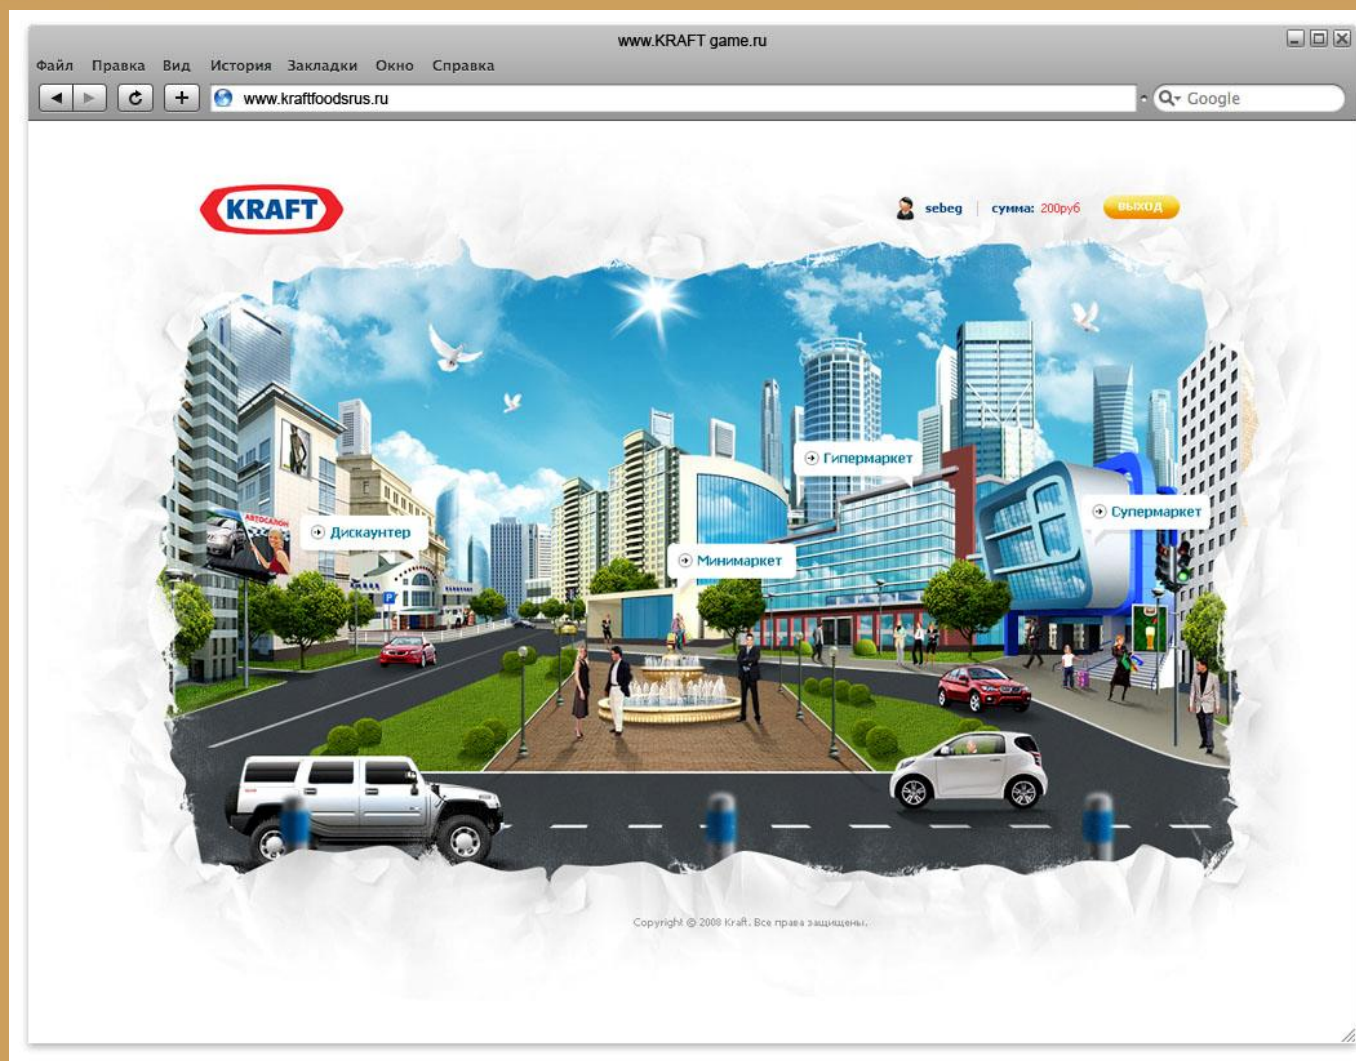 www.KRAFT game.ru
Файл Правка Вид История Закладки Окно Справка
www.kraftfoodsrus.ru
Google
KRAFT
sebeg сумма: 200руб ВЫХОД
Гипермаркет
Супермаркет
АВТОСАЛОН
Дискаунтер
Минимаркет
P
Copyright © 2008 Kraft. Все права защищены.